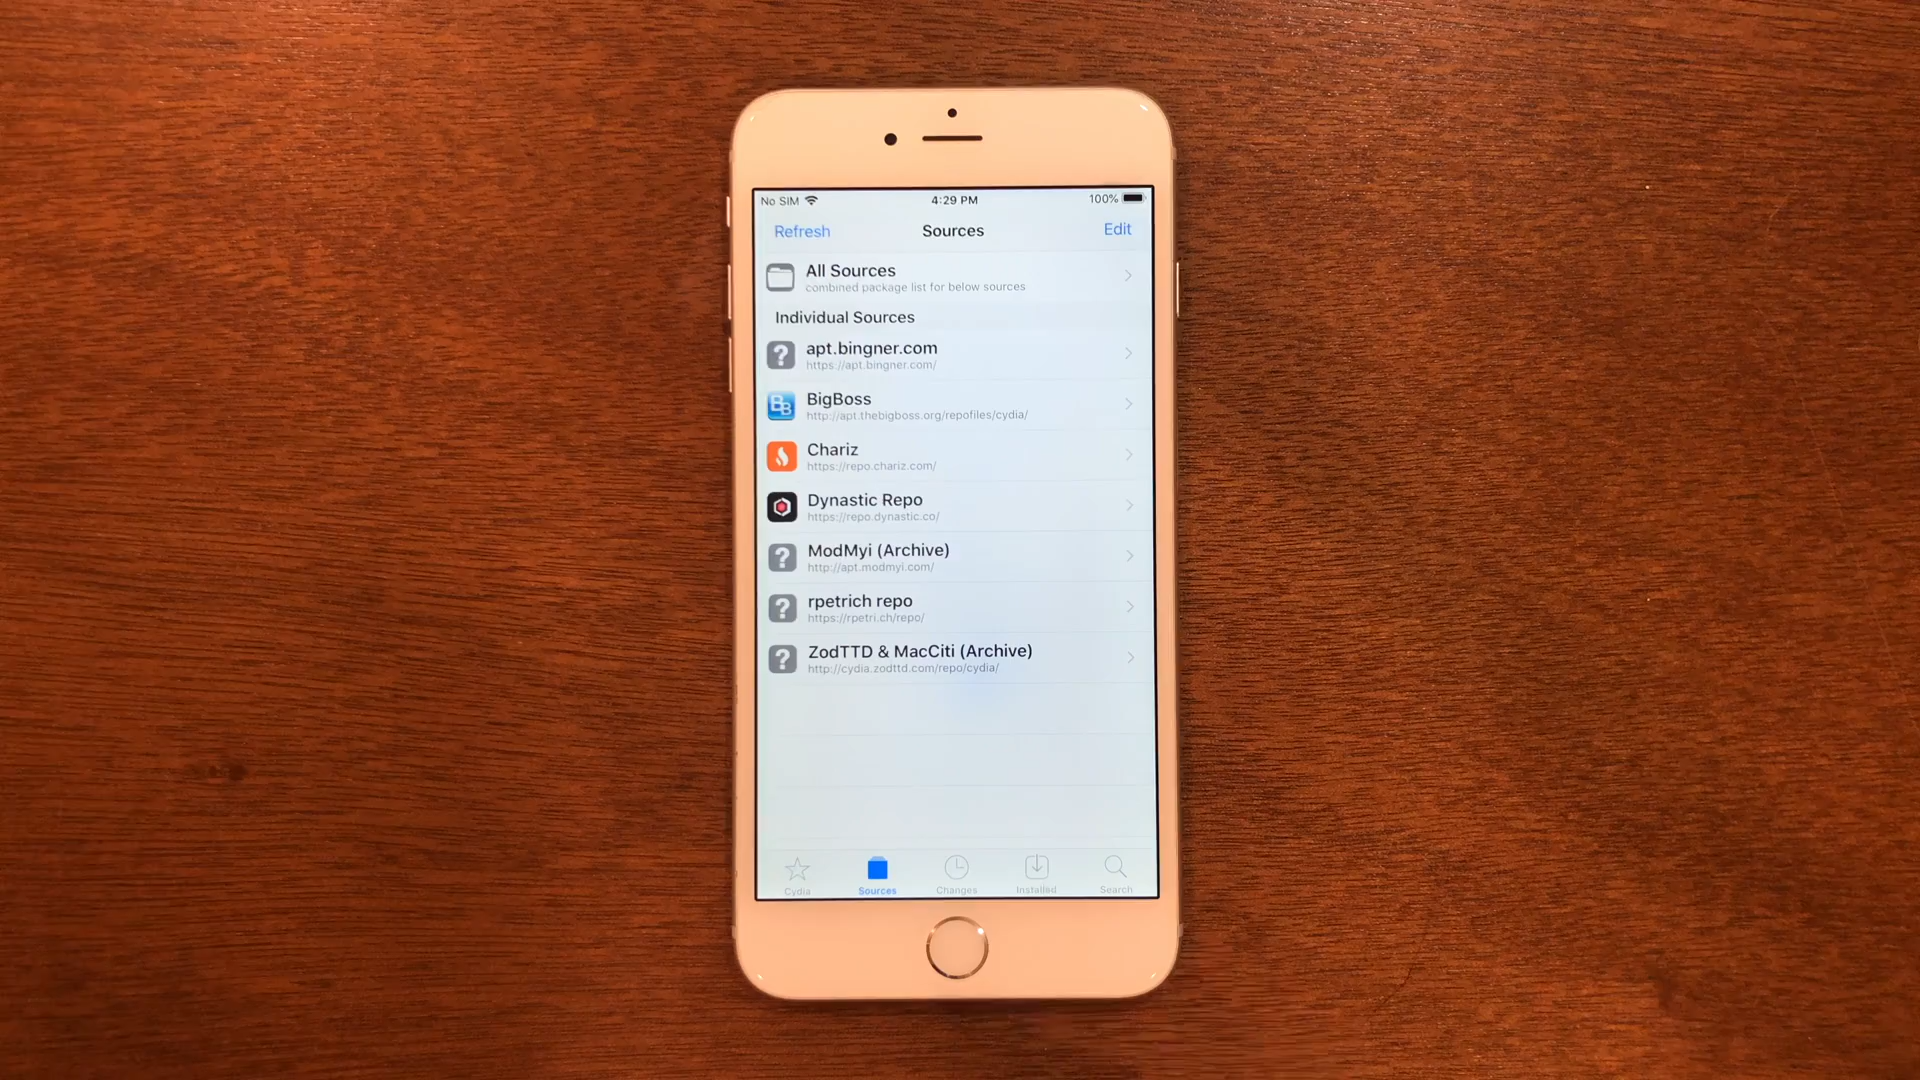 No SIM
4:29 PM
100%
Refresh
Sources
Edit
All Sources
combined package list for below sources
Individual Sources
apt.bingner.com
https://apt.bingner.com/
BB
BigBoss
http://apt.thebigboss.org/repofiles/cydia/
Chariz
https://repo.chariz.com/
Dynastic Repo
https://repo.dynastic.co/
ModMyi (Archive)
http://apt.modmyi.com/
rpetrich repo
https://rpetri.ch/repo/
ZodTTD & MacCiti (Archive)
http://cydia.zodttd.com/repo/cydia/
Cydia
Sources
Changes
Installed
Search